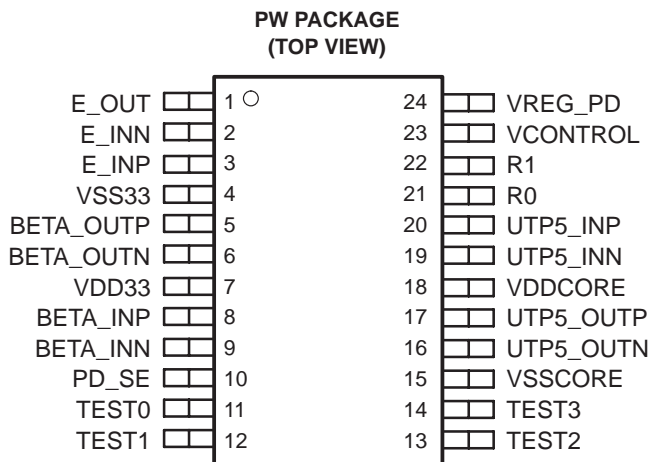 PW PACKAGE
(TOP VIEW)
E_OUT 1 24 VREG_PD
E_INN 2 23 VCONTROL
E_INP 3 22 R1
VSS33 4 21 R0
BETA_OUTP 5 20 UTP5_INP
BETA_OUTN 6 19 UTP5_INN
VDD33 7 18 VDDCORE
BETA_INP 8 17 UTP5_OUTP
BETA_INN 9 16 UTP5_OUTN
PD_SE 10 15 VSSCORE
TEST0 11 14 TEST3
TEST1 12 13 TEST2